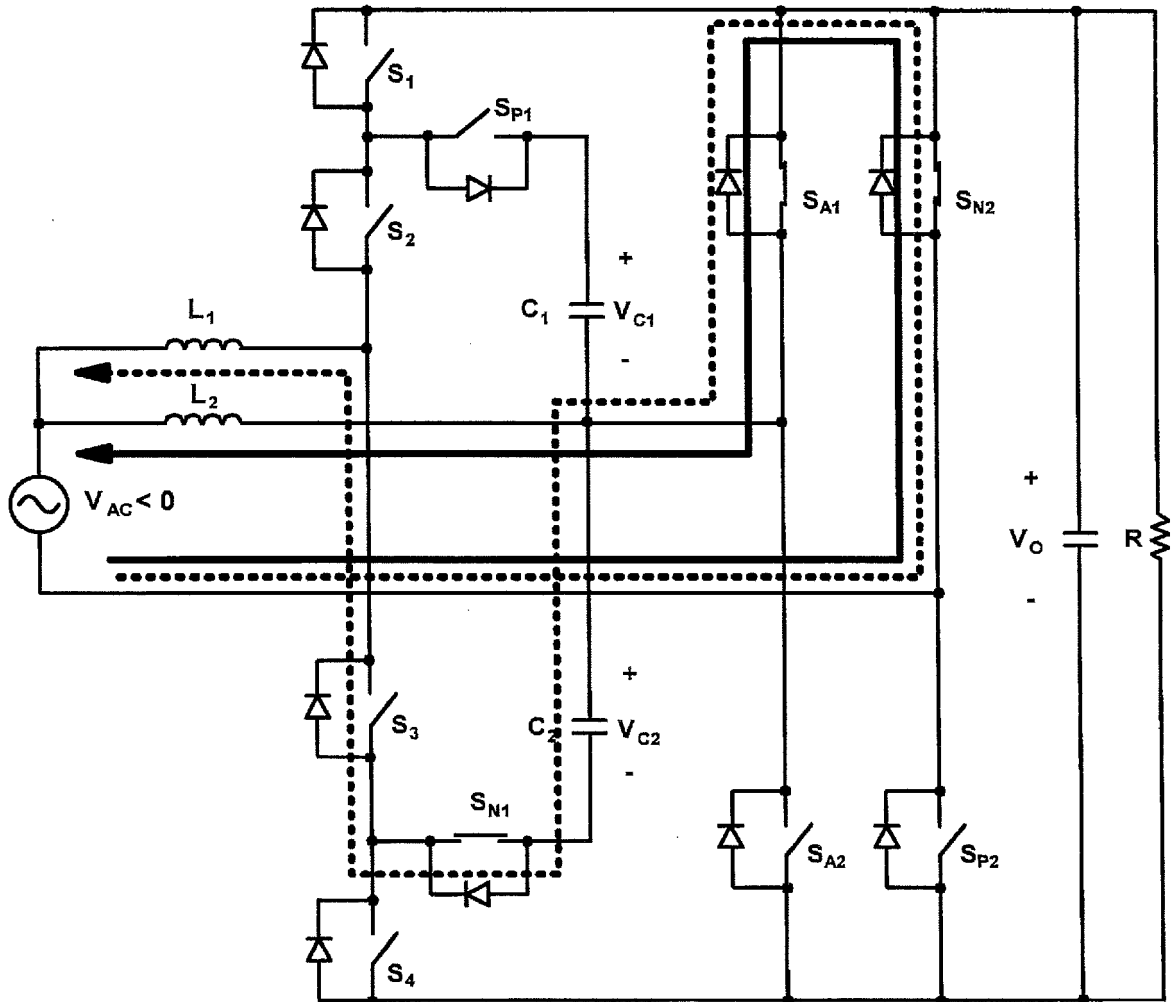 S1
SP1
S2
SA1
SN2
+
C1 VC1
-
L1
L2
VAC < 0
+
VO
-
R
+
C2 VC2
-
S3
SN1
SA2
SP2
S4